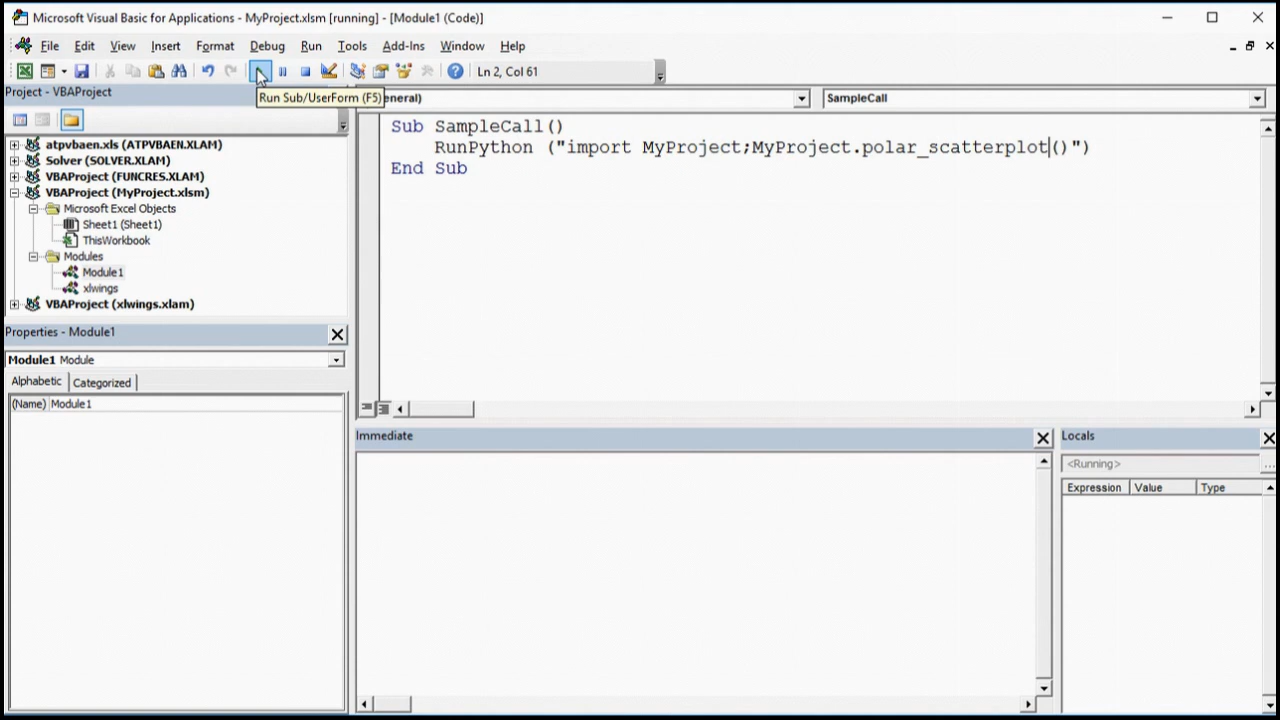 Microsoft Visual Basic for Applications - MyProject.xlsm [running] - [Module1 (Code)]
File Edit View Insert Format Debug Run Tools Add-Ins Window Help
Ln 2, Col 61
Run Sub/UserForm (F5)
Project - VBAProject
eneral)
SampleCall
atpvbaen.xls (ATPVBAEN.XLAM)
Solver (SOLVER.XLAM)
VBAProject (FUNCRES.XLAM)
VBAProject (MyProject.xlsm)
Microsoft Excel Objects
Sheet1 (Sheet1)
ThisWorkbook
Modules
Module1
xlwings
VBAProject (xlwings.xlam)
Sub SampleCall()
RunPython ("import MyProject;MyProject.polar_scatterplot()")
End Sub
Properties - Module1
Module1 Module
Alphabetic Categorized
(Name) Module1
Immediate
Locals
<Running>
...
Expression Value Type